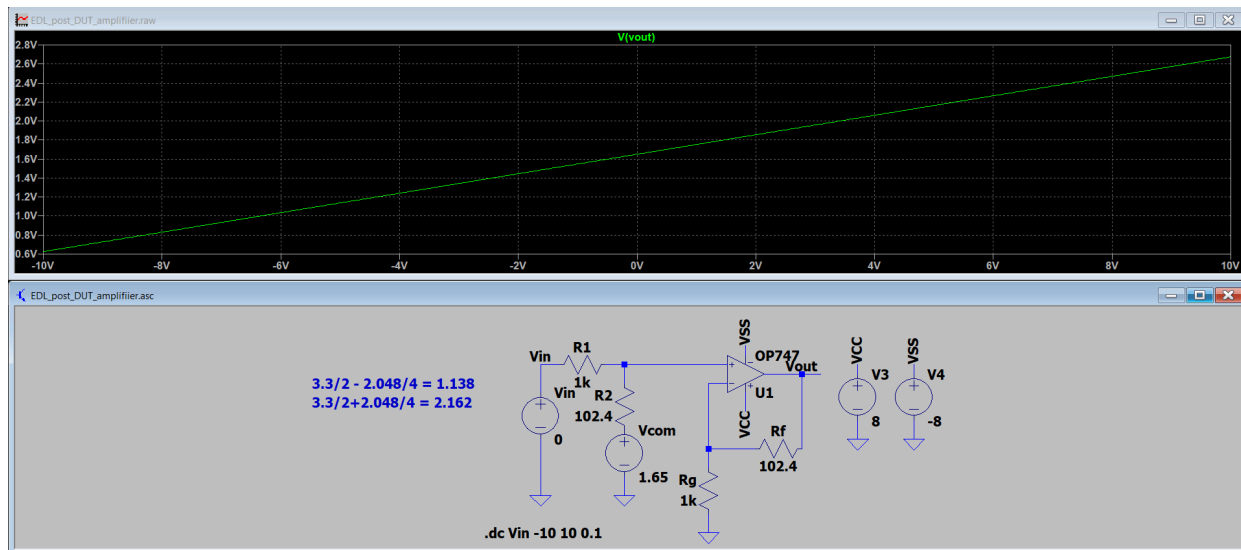 EDL_post_DUT_amplifiier.raw
V(vout)
2.8V
2.6V
2.4V
2.2V
2.0V
1.8V
1.6V
1.4V
1.2V
1.0V
0.8V
0.6V
-10V -8V -6V -4V -2V 0V 2V 4V 6V 8V 10V
EDL_post_DUT_amplifiier.asc
3.3/2 - 2.048/4 = 1.138
3.3/2+2.048/4 = 2.162
Vin
R1
1k
Vin
0
R2
102.4
Vcom
1.65
VSS
OP747
U1
VCC
Vout
Rf
102.4
Rg
1k
VCC
V3
8
VSS
V4
-8
.dc Vin -10 10 0.1